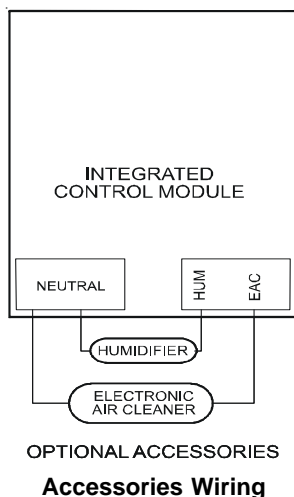 INTEGRATED
CONTROL MODULE
NEUTRAL
HUM
EAC
HUMIDIFIER
ELECTRONIC
AIR CLEANER
OPTIONAL ACCESSORIES
Accessories Wiring